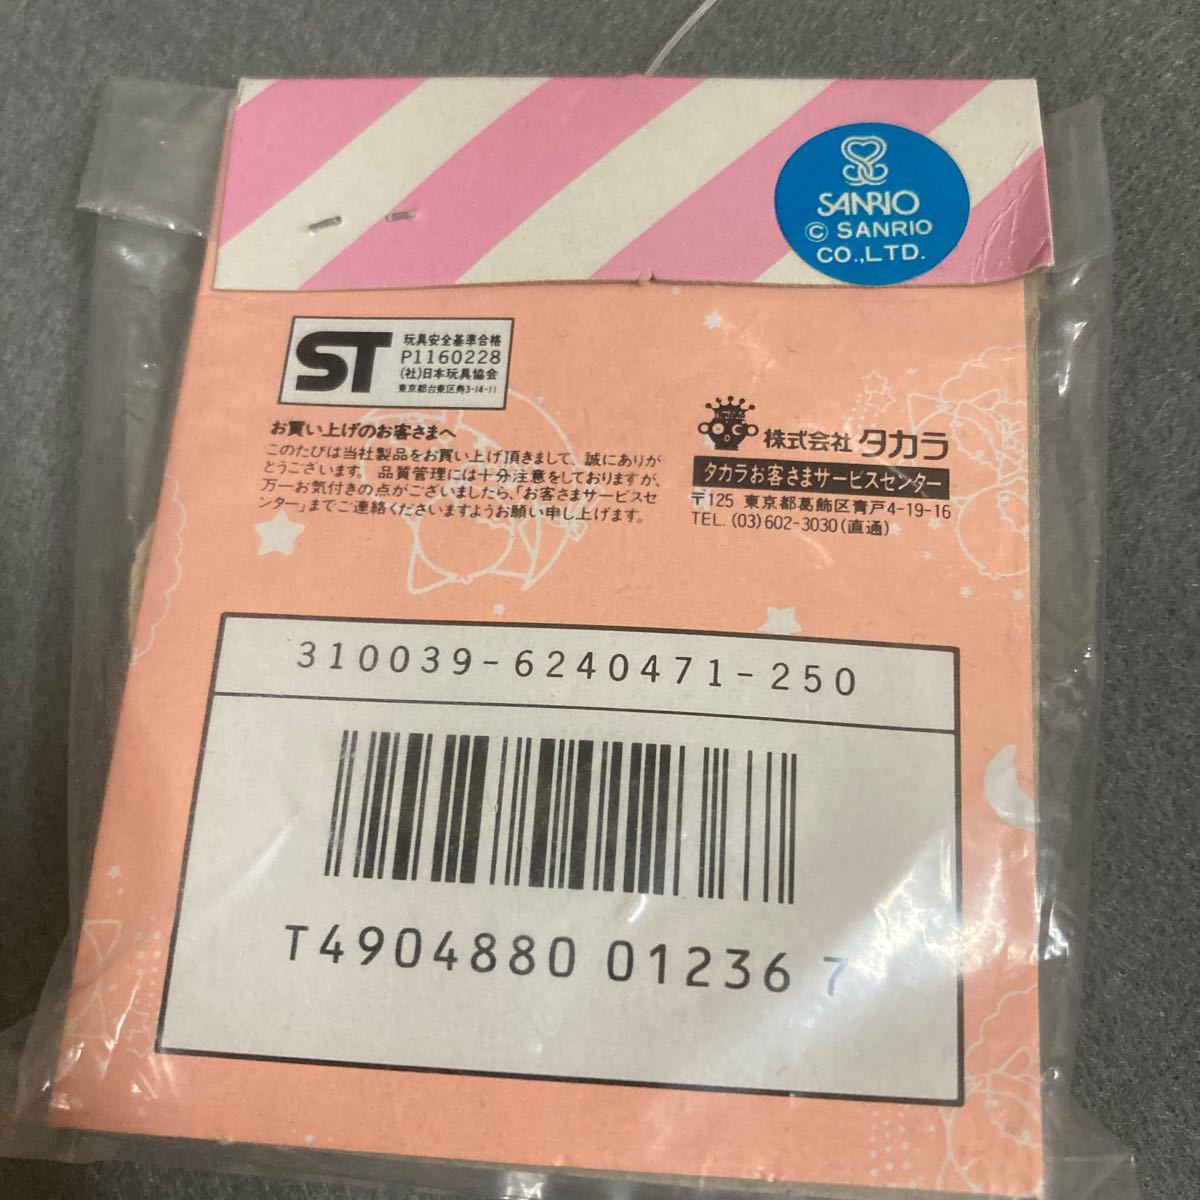 SANRIO
© SANRIO
CO.,LTD.
ST
玩具安全基準合格
P1160228
(社)日本玩具協会
東京都台東区寿3-14-11
お買い上げのお客さまへ
このたびは当社製品をお買い上げ頂きまして、誠にありが
とうございます。品質管理には十分注意をしておりますが、
万一お気付きの点がございましたら、「お客さまサービスセ
ンター」までご連絡くださいますようお願い申し上げます。
株式会社 タカラ
タカラお客さまサービスセンター
〒125 東京都葛飾区青戸4-19-16
TEL. (03)602-3030(直通)
310039-6240471-250
T4904880 01236 7